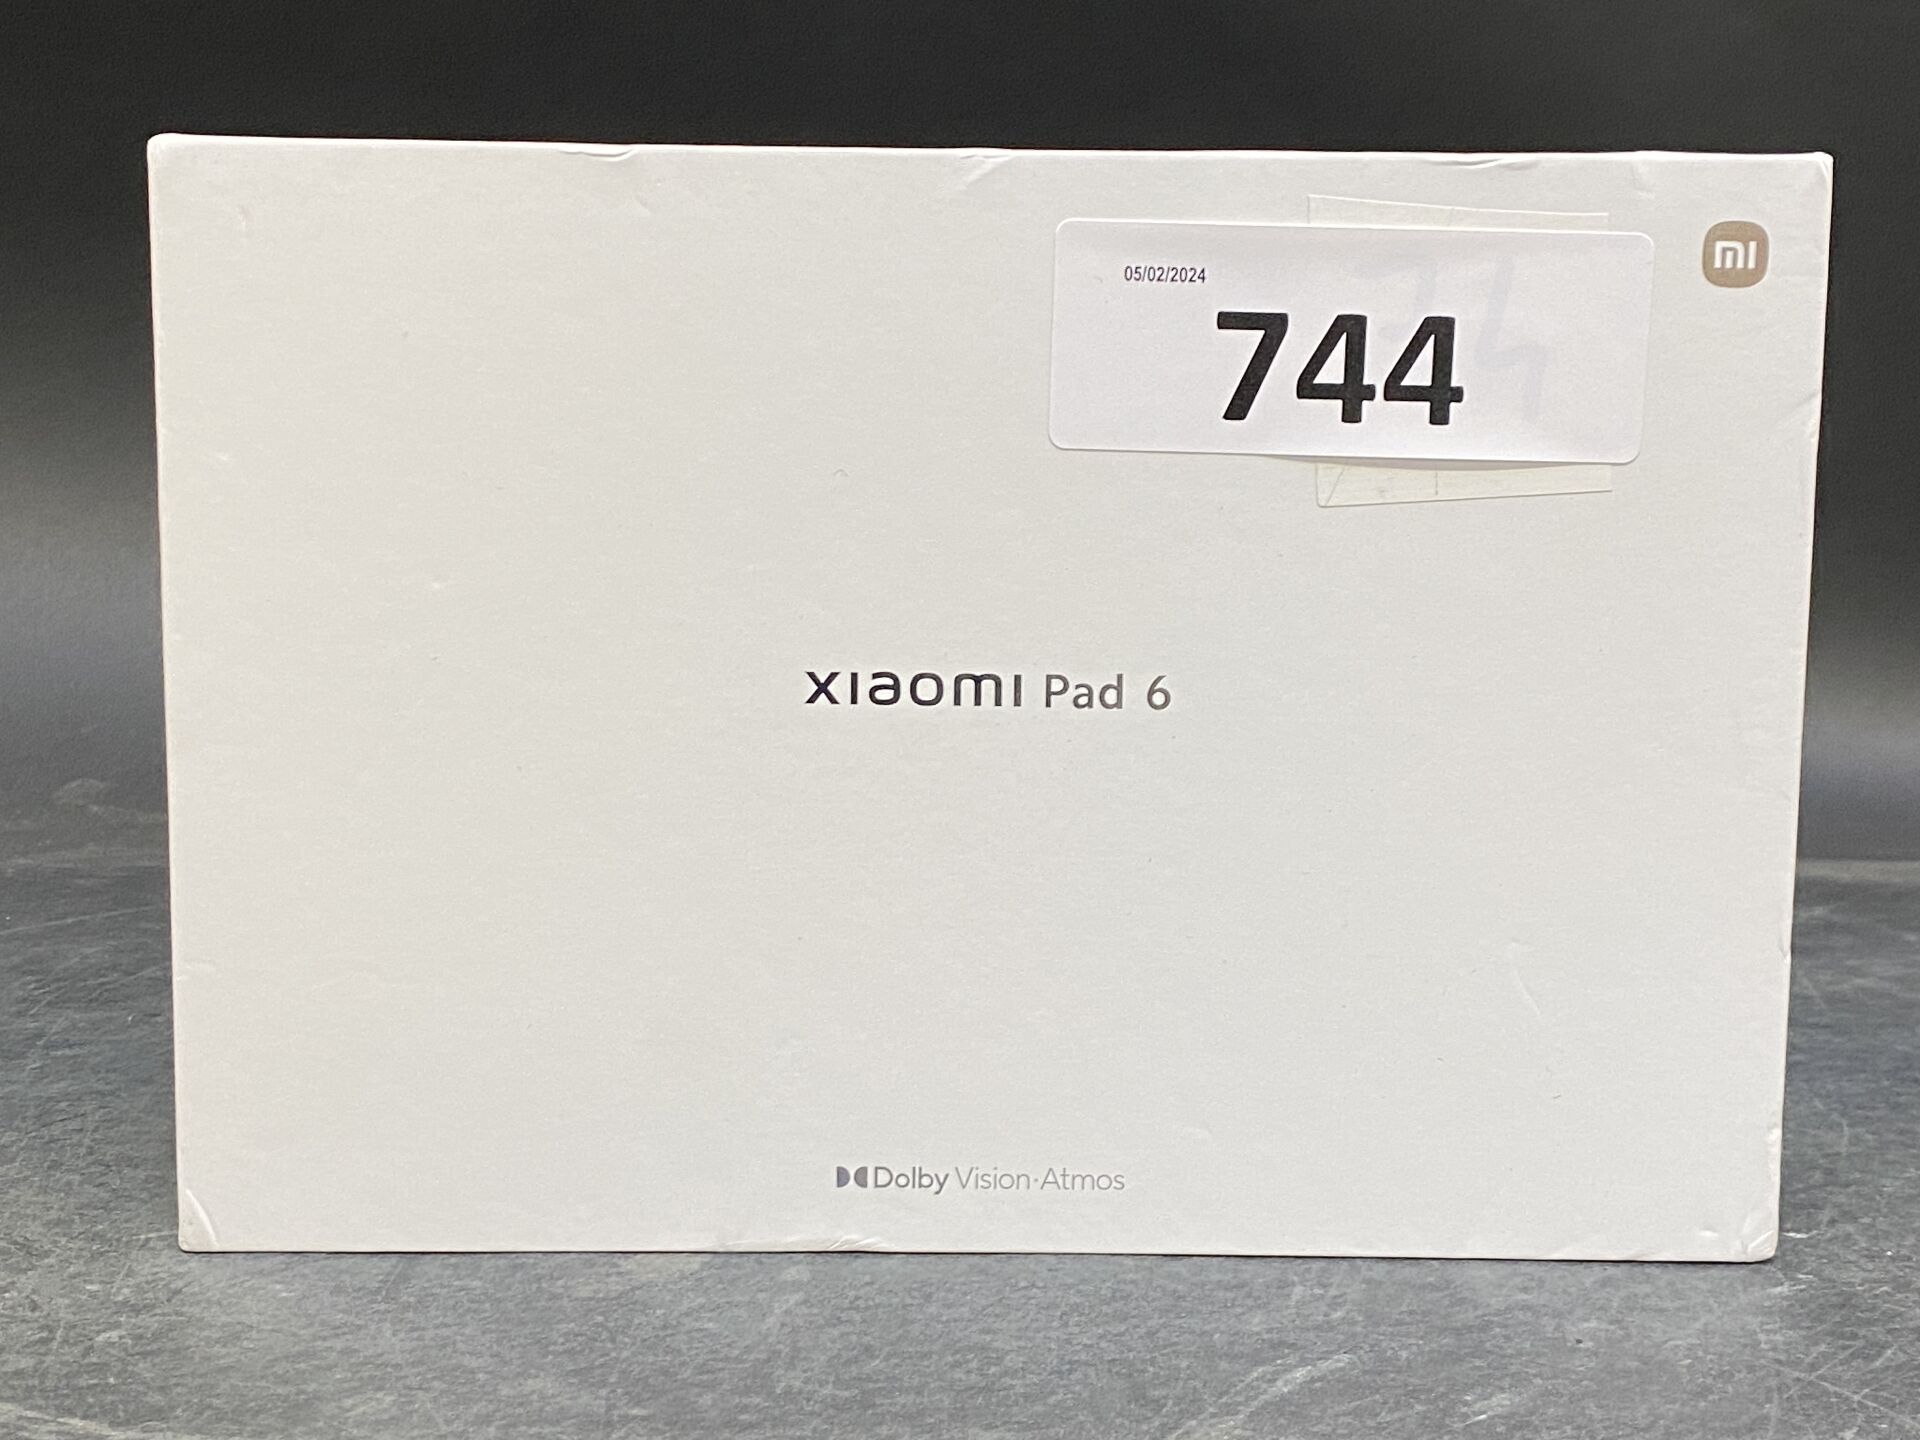 mi
05/02/2024
744
xiaomi Pad 6
Dolby Vision·Atmos